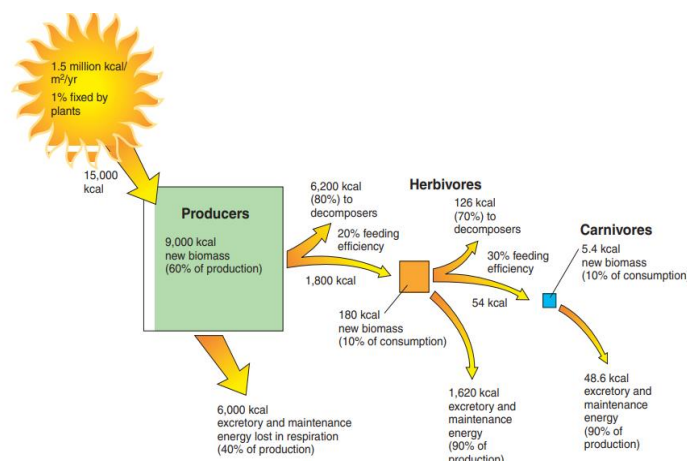 1.5 million kcal/
m²/yr
1% fixed by
plants
15,000
kcal
Producers
9,000 kcal
new biomass
(60% of production)
6,000 kcal
excretory and maintenance
energy lost in respiration
(40% of production)
6,200 kcal
(80%) to
decomposers
20% feeding
efficiency
1,800 kcal
Herbivores
180 kcal
new biomass
(10% of consumption)
126 kcal
(70%) to
decomposers
30% feeding
efficiency
54 kcal
1,620 kcal
excretory and
maintenance
energy
(90% of
production)
Carnivores
5.4 kcal
new biomass
(10% of consumption)
48.6 kcal
excretory and
maintenance
energy
(90% of
production)